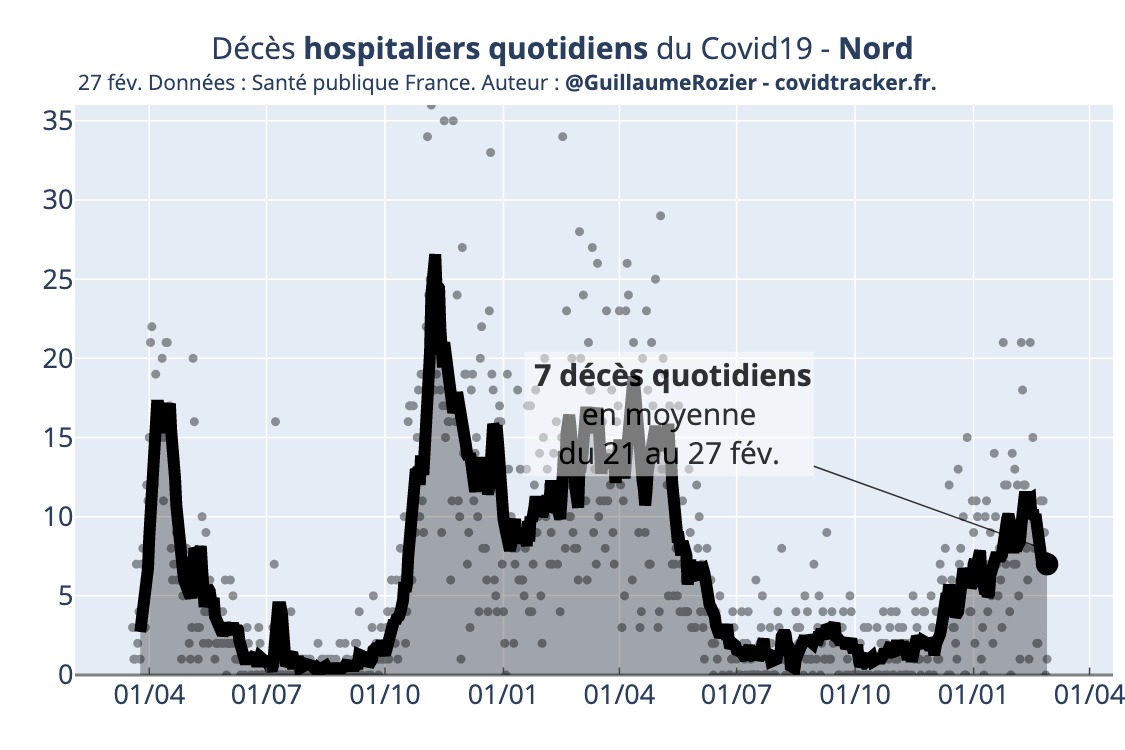 Décès hospitaliers quotidiens du Covid19 - Nord
27 fév. Données : Santé publique France. Auteur : @GuillaumeRozier - covidtracker.fr.
35
30
25
20
15
10
5
0
7 décès quotidiens
en moyenne
du 21 au 27 fév.
01/04 01/07 01/10 01/01 01/04 01/07 01/10 01/01 01/04